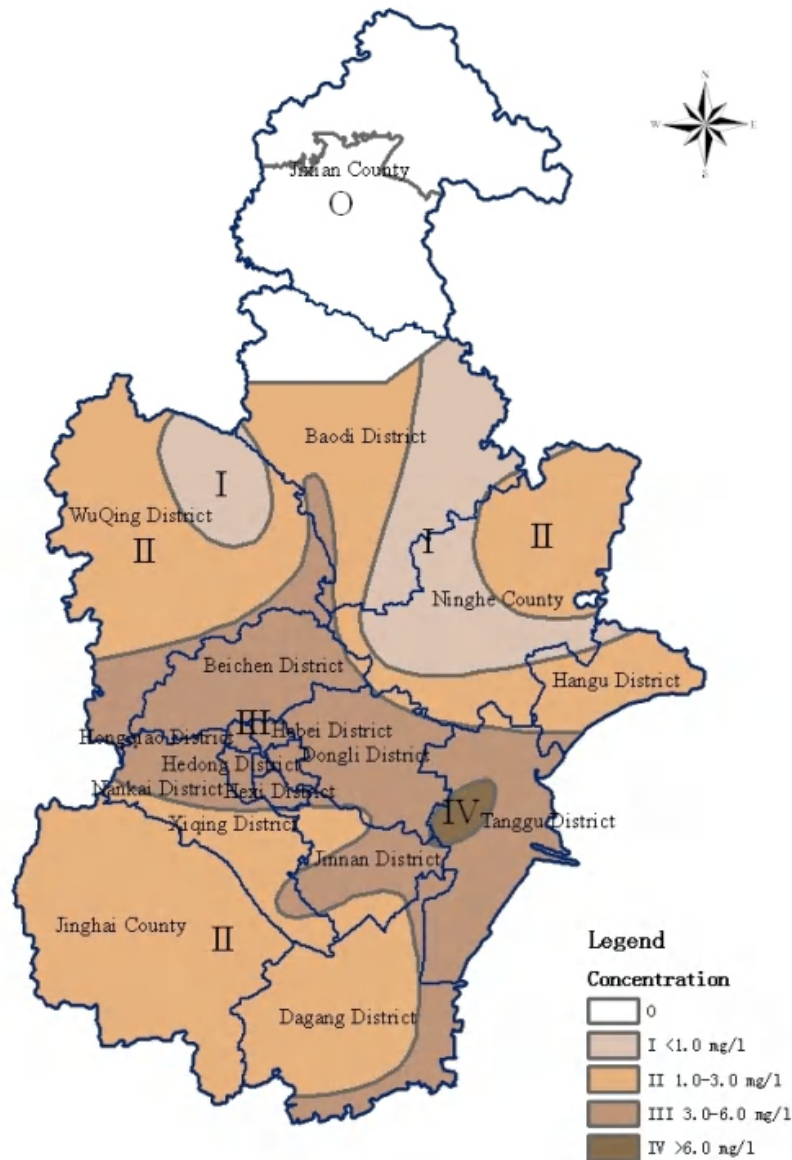 N
W E
S
Jixian County
O
Baodi District
I
WuQing District
II
I
II
Ninghe County
Beichen District
Hangu District
III
Hongqiao District
Hebei District
Hedong District
Dongli District
Nankai District
Hexi District
IV
Tanggu District
Xiqing District
Jinnan District
Jinghai County
II
Dagang District
Legend
Concentration
O
I <1.0 mg/l
II 1.0-3.0 mg/l
III 3.0-6.0 mg/l
IV >6.0 mg/l